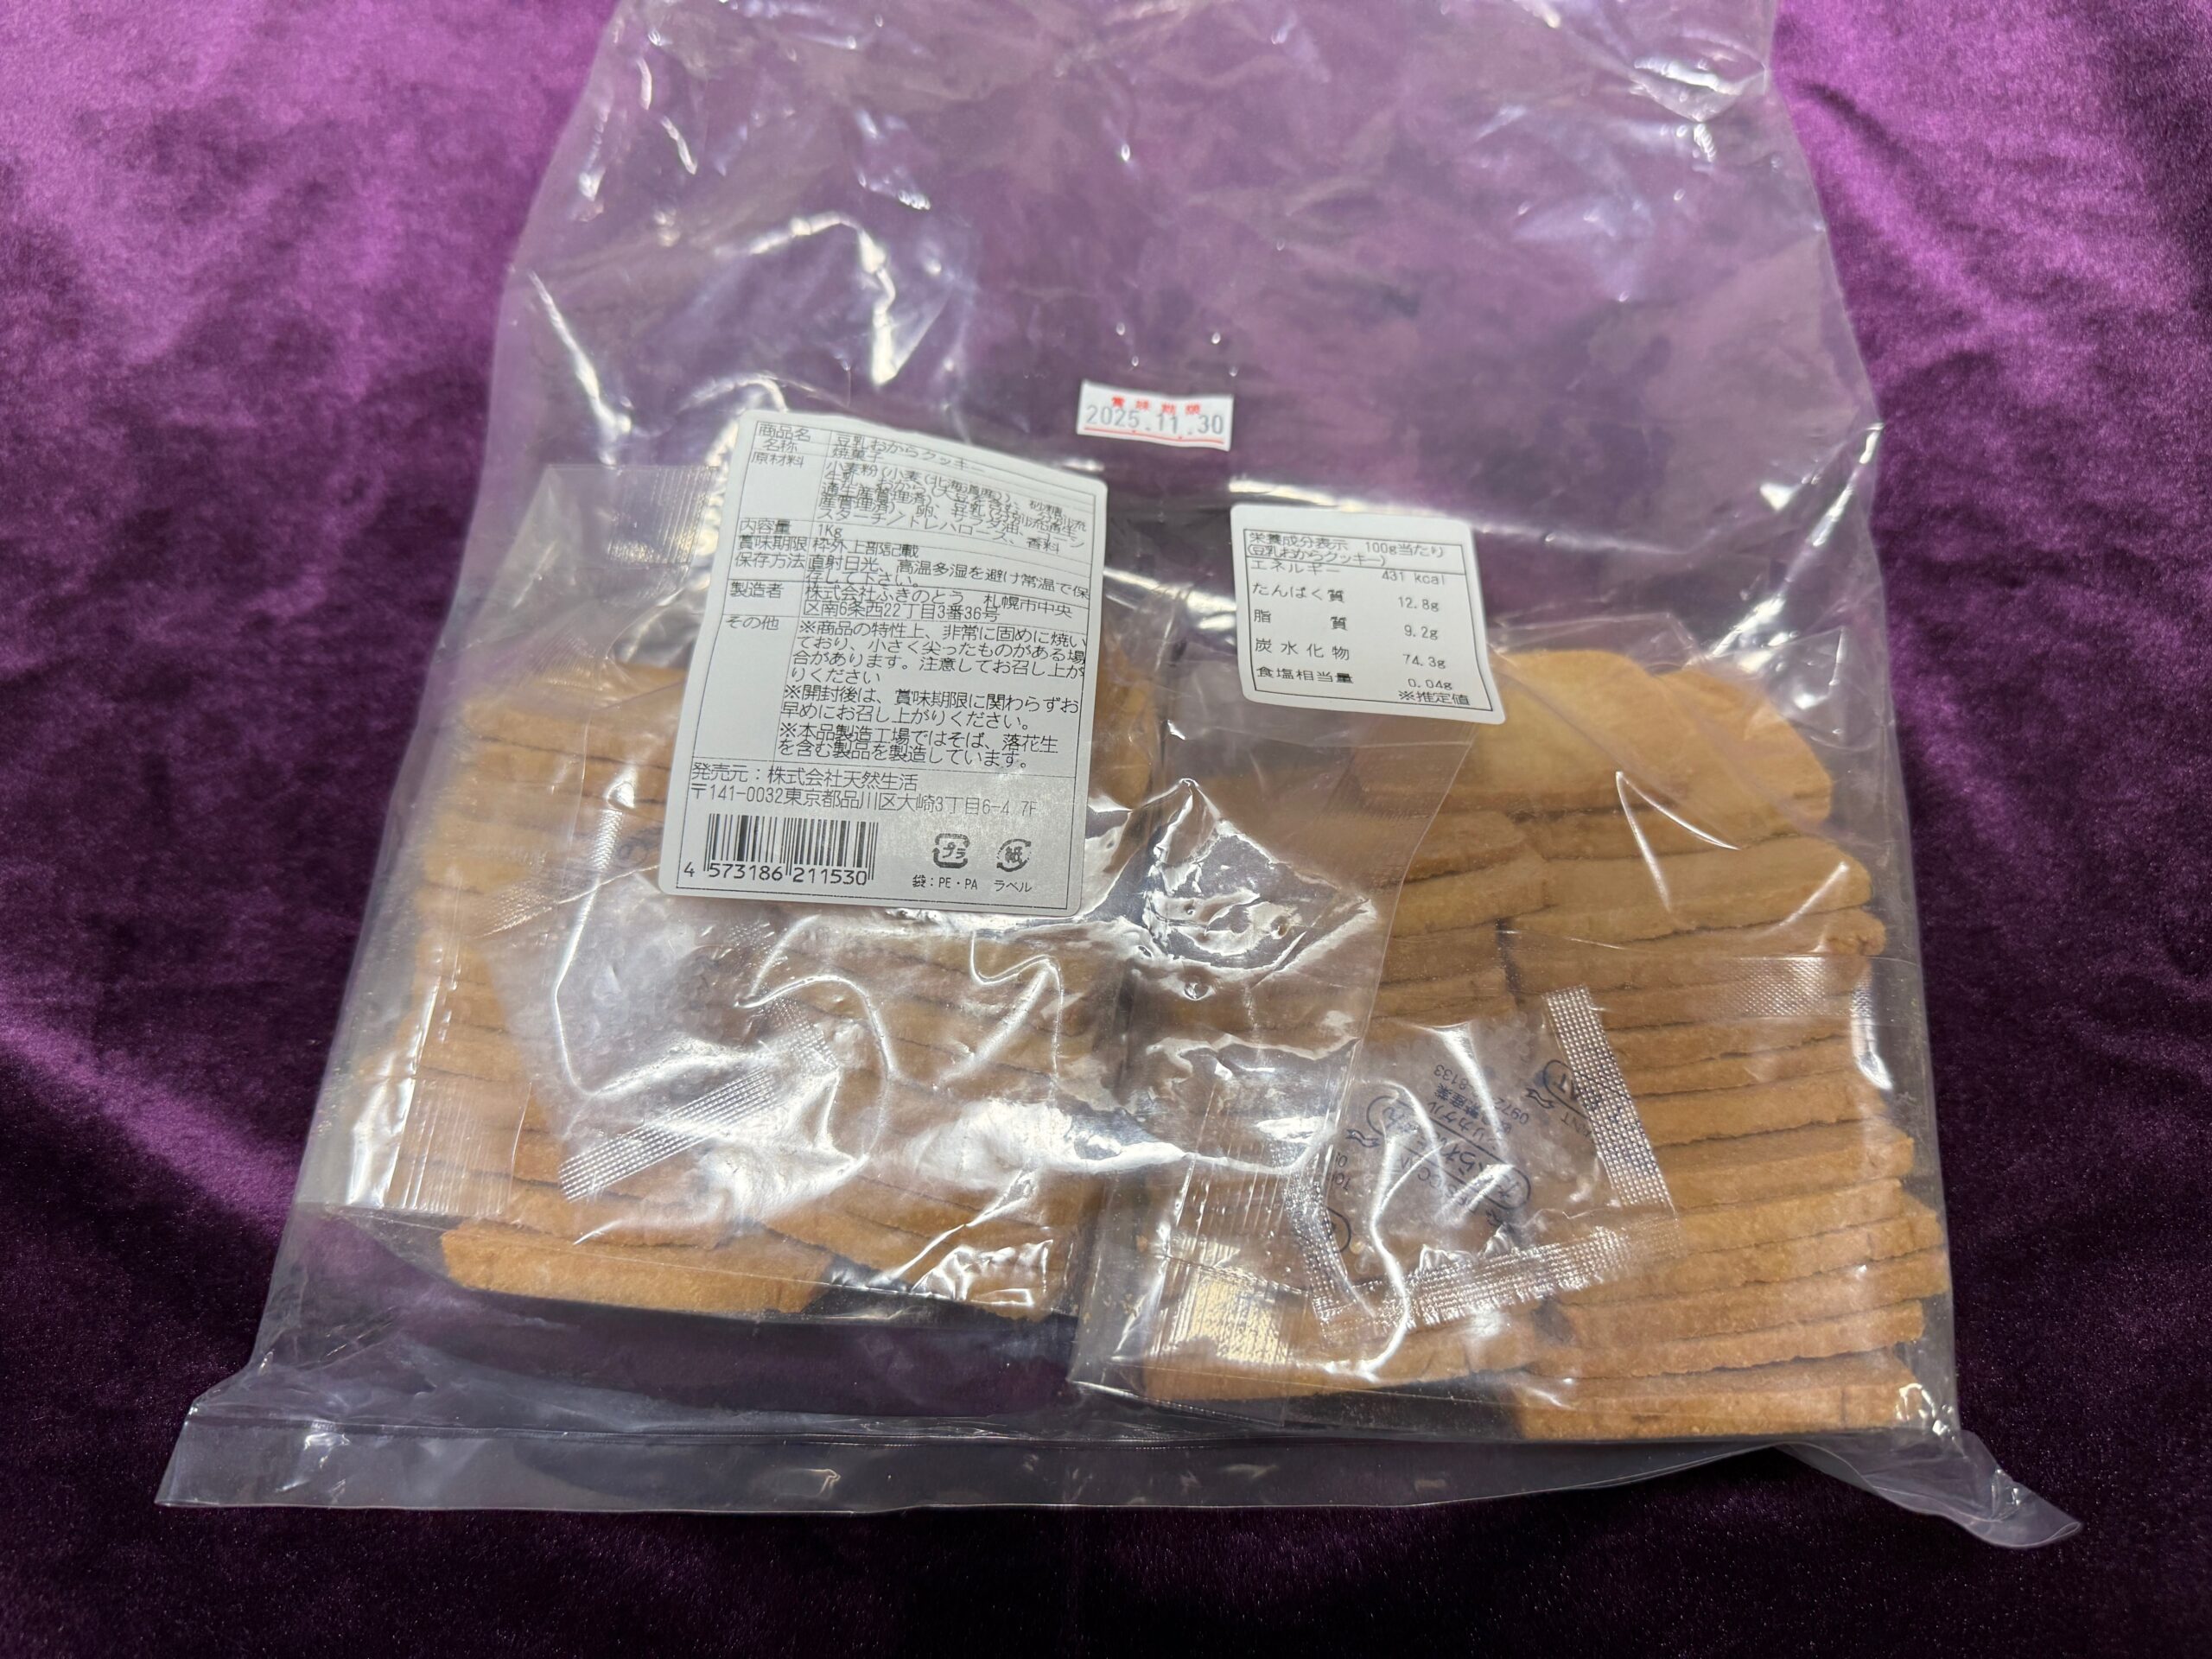 賞味期限
2025.11.30
商品名 豆乳おからクッキー
名称 焼菓子
原材料 小麦粉(小麦(北海道産))、砂糖、
内容量 1Kg
賞味期限 枠外上部記載
保存方法 直射日光、高温多湿を避け常温で保
存して下さい。
製造者 株式会社ふきのとう 札幌市中央
区南6条西22丁目3番36号
その他 ※商品の特性上、非常に固めに焼い
ており、小さく尖ったものがある場
合があります。注意してお召し上が
りください
※開封後は、賞味期限に関わらずお
早めにお召し上がりください。
※本品製造工場ではそば、落花生
を含む製品を製造しています。
発売元:株式会社天然生活
〒141-0032東京都品川区大崎3丁目6-4 7F
4 573186 211530
プラ
紙
袋:PE・PA ラベル
栄養成分表示 100g当たり
(豆乳おからクッキー)
エネルギー 431 kcal
たんぱく質 12.8g
脂質 9.2g
炭水化物 74.3g
食塩相当量 0.04g
※推定値